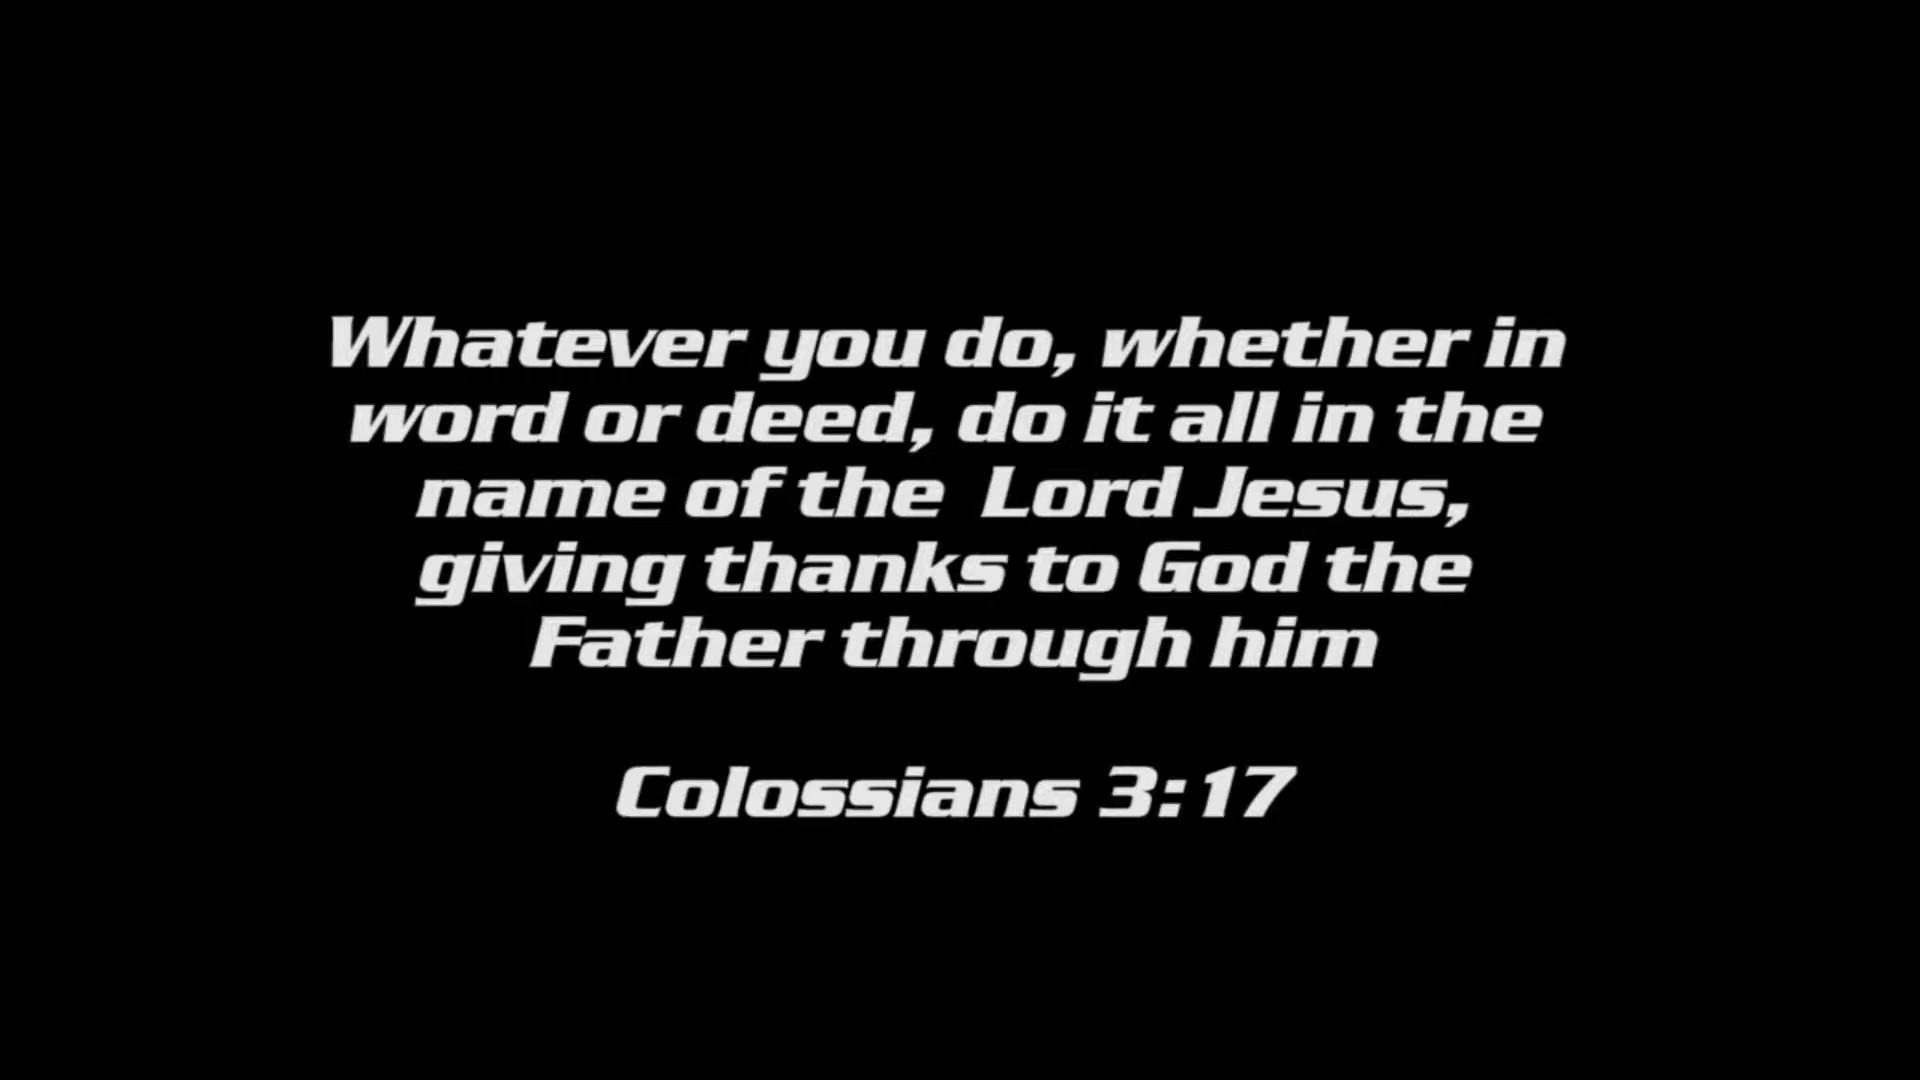 Whatever you do, whether in
word or deed, do it all in the
name of the  Lord Jesus,
giving thanks to God the
Father through him
Colossians 3:17